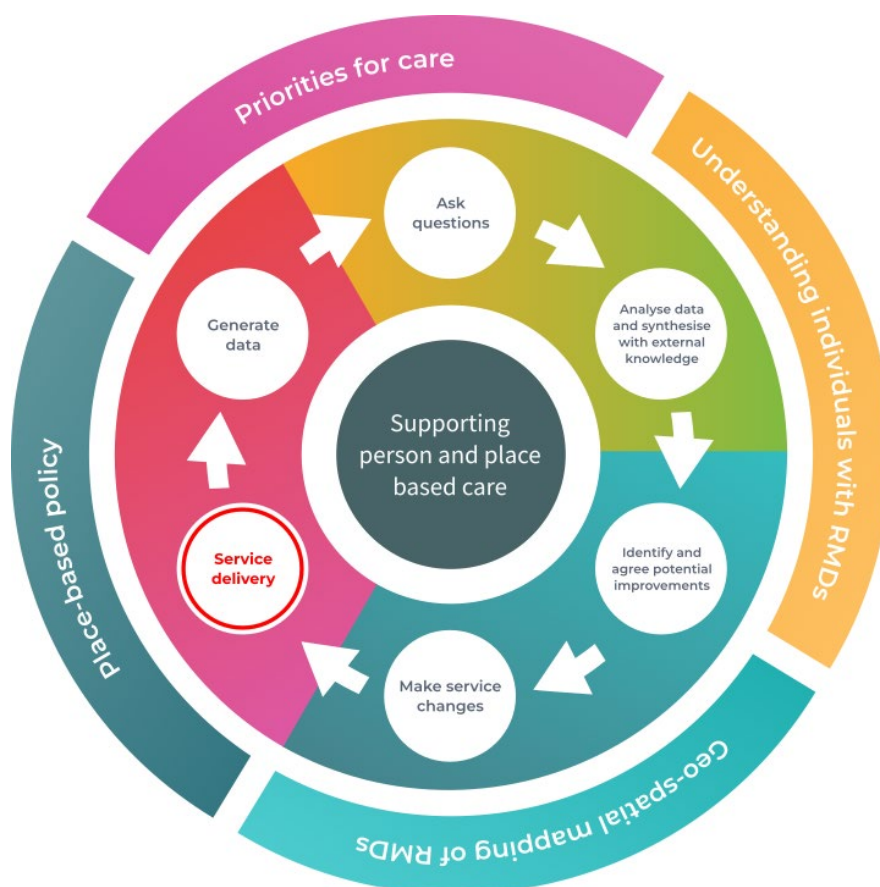 Priorities for care
Understanding individuals with RMDs
Geo-spatial mapping of RMDs
Place-based policy
Ask
questions
Analyse data
and synthesise
with external
knowledge
Identify and
agree potential
improvements
Make service
changes
Service
delivery
Generate
data
Supporting
person and place
based care